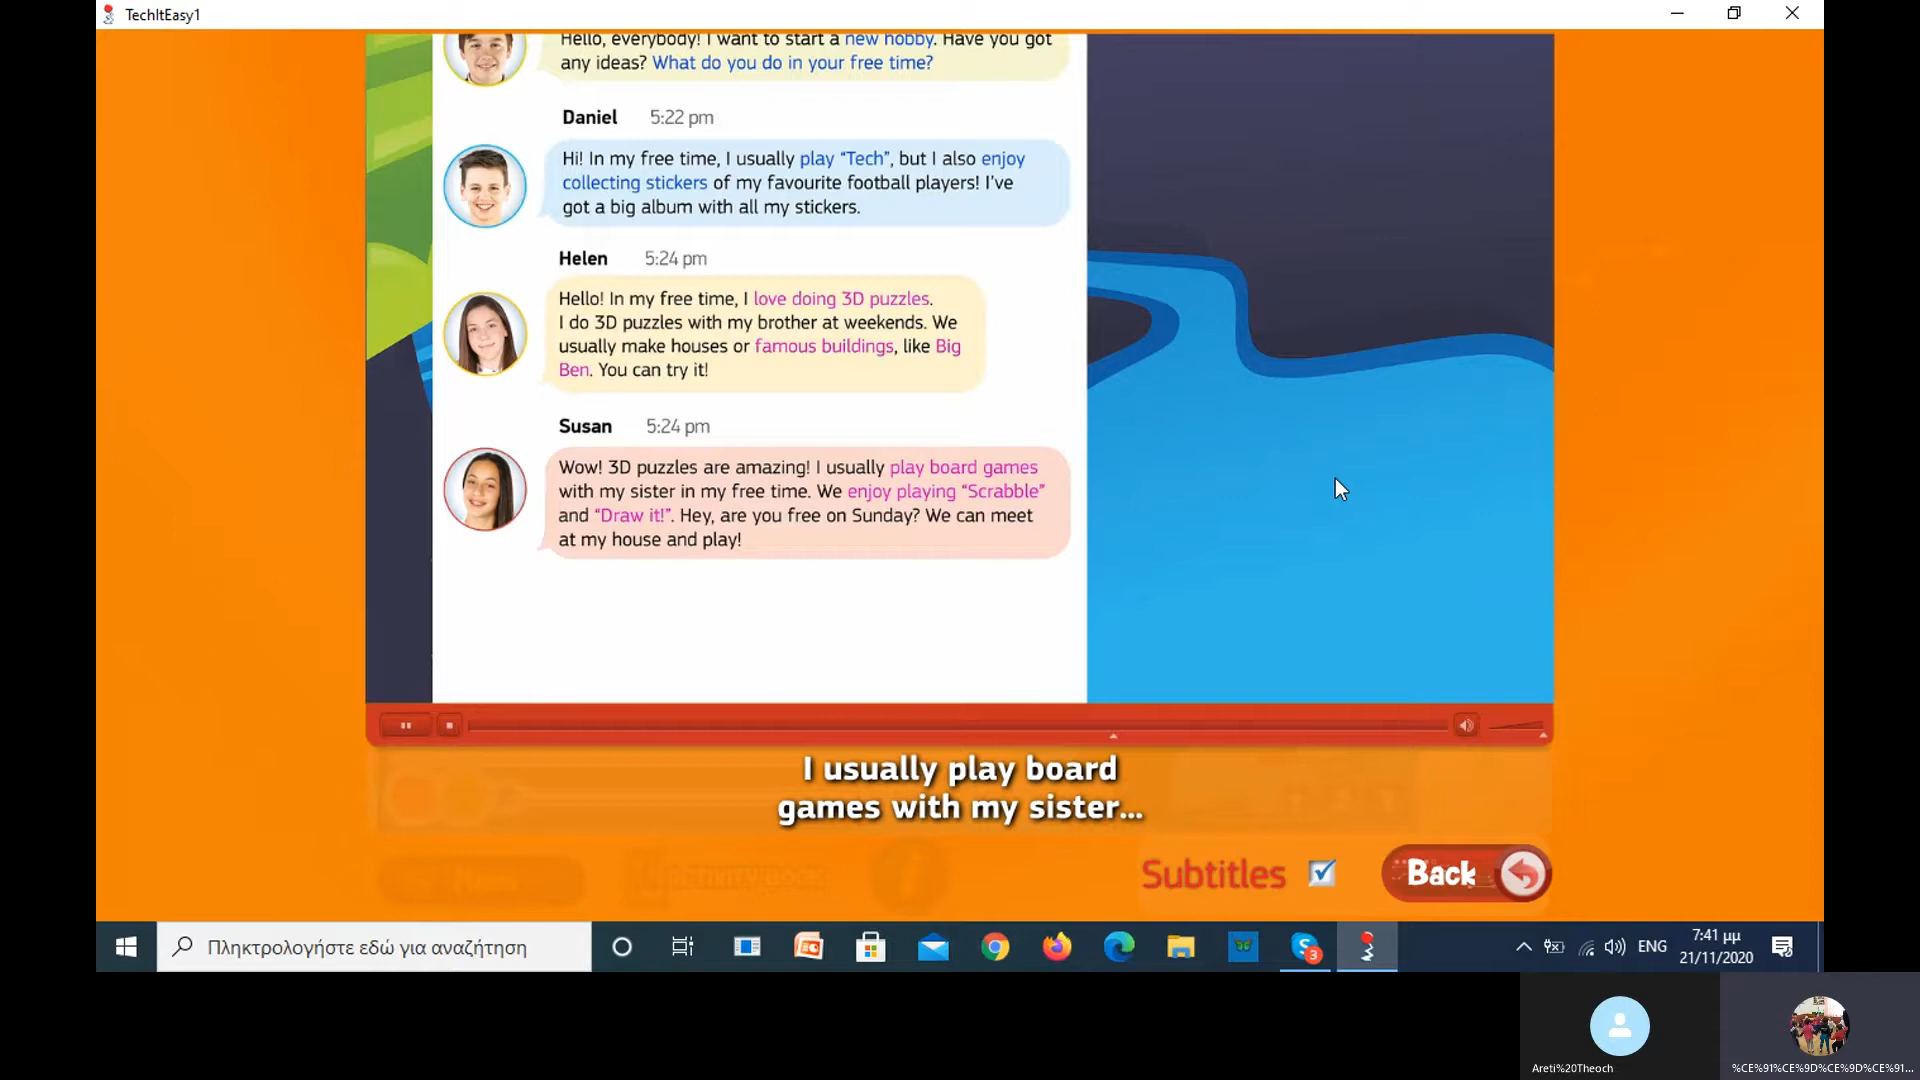 TechItEasy1
Hello, everybody! I want to start a new hobby. Have you got
any ideas? What do you do in your free time?
Daniel 5:22 pm
Hi! In my free time, I usually play “Tech”, but I also enjoy
collecting stickers of my favourite football players! I’ve
got a big album with all my stickers.
Helen 5:24 pm
Hello! In my free time, I love doing 3D puzzles.
I do 3D puzzles with my brother at weekends. We
usually make houses or famous buildings, like Big
Ben. You can try it!
Susan 5:24 pm
Wow! 3D puzzles are amazing! I usually play board games
with my sister in my free time. We enjoy playing “Scrabble”
and “Draw it!”. Hey, are you free on Sunday? We can meet
at my house and play!
I usually play board
games with my sister...
Subtitles
Back
Πληκτρολογήστε εδώ για αναζήτηση
3
ENG
7:41 μμ
21/11/2020
Areti%20Theoch
%CE%91%CE%9D%CE%9D%CE%91...